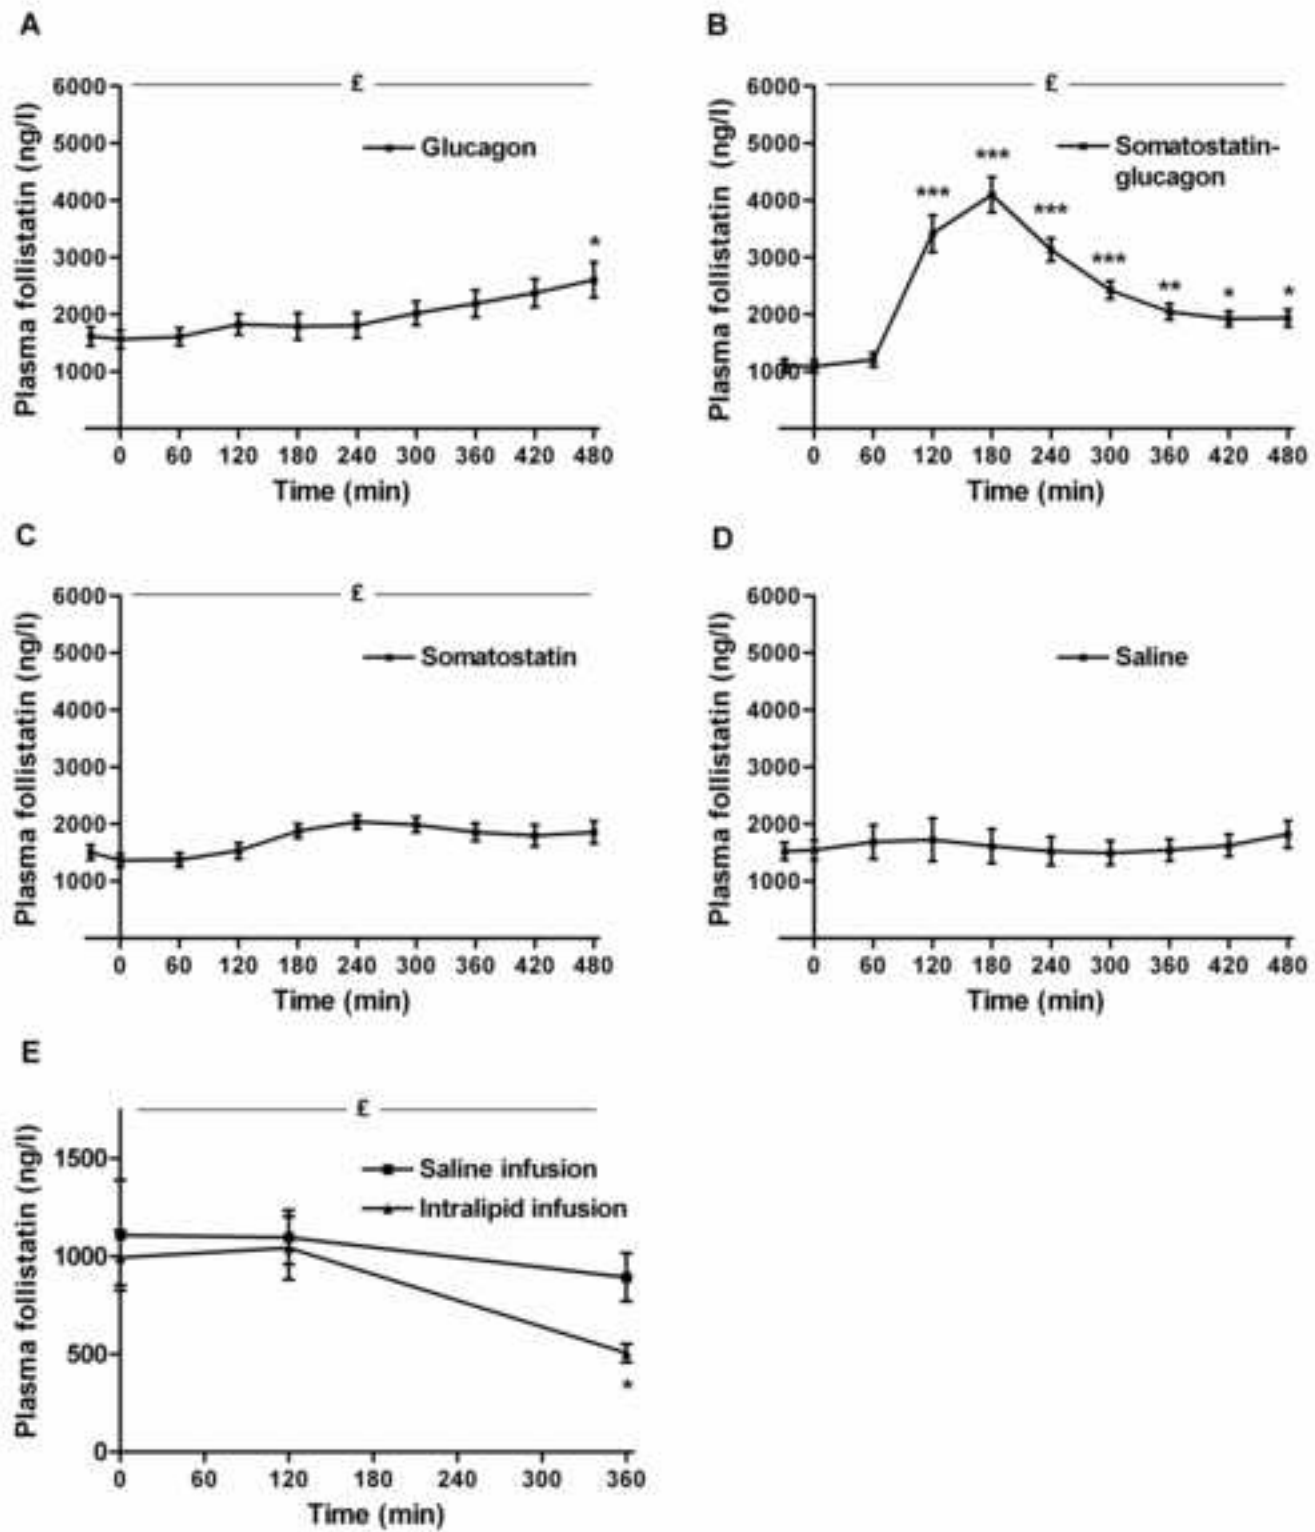 A
Plasma follistatin (ng/l)
6000
£
5000
Glucagon
4000
3000
*
2000
1000
0 60 120 180 240 300 360 420 480
Time (min)
B
Plasma follistatin (ng/l)
6000
£
5000
Somatostatin-
glucagon
4000
3000
2000
1000
*** *** *** *** ** * *
0 60 120 180 240 300 360 420 480
Time (min)
C
Plasma follistatin (ng/l)
6000
£
5000
Somatostatin
4000
3000
2000
1000
0 60 120 180 240 300 360 420 480
Time (min)
D
Plasma follistatin (ng/l)
6000
5000
Saline
4000
3000
2000
1000
0 60 120 180 240 300 360 420 480
Time (min)
E
Plasma follistatin (ng/l)
£
1500
Saline infusion
Intralipid infusion
1000
500
*
0
0 60 120 180 240 300 360
Time (min)